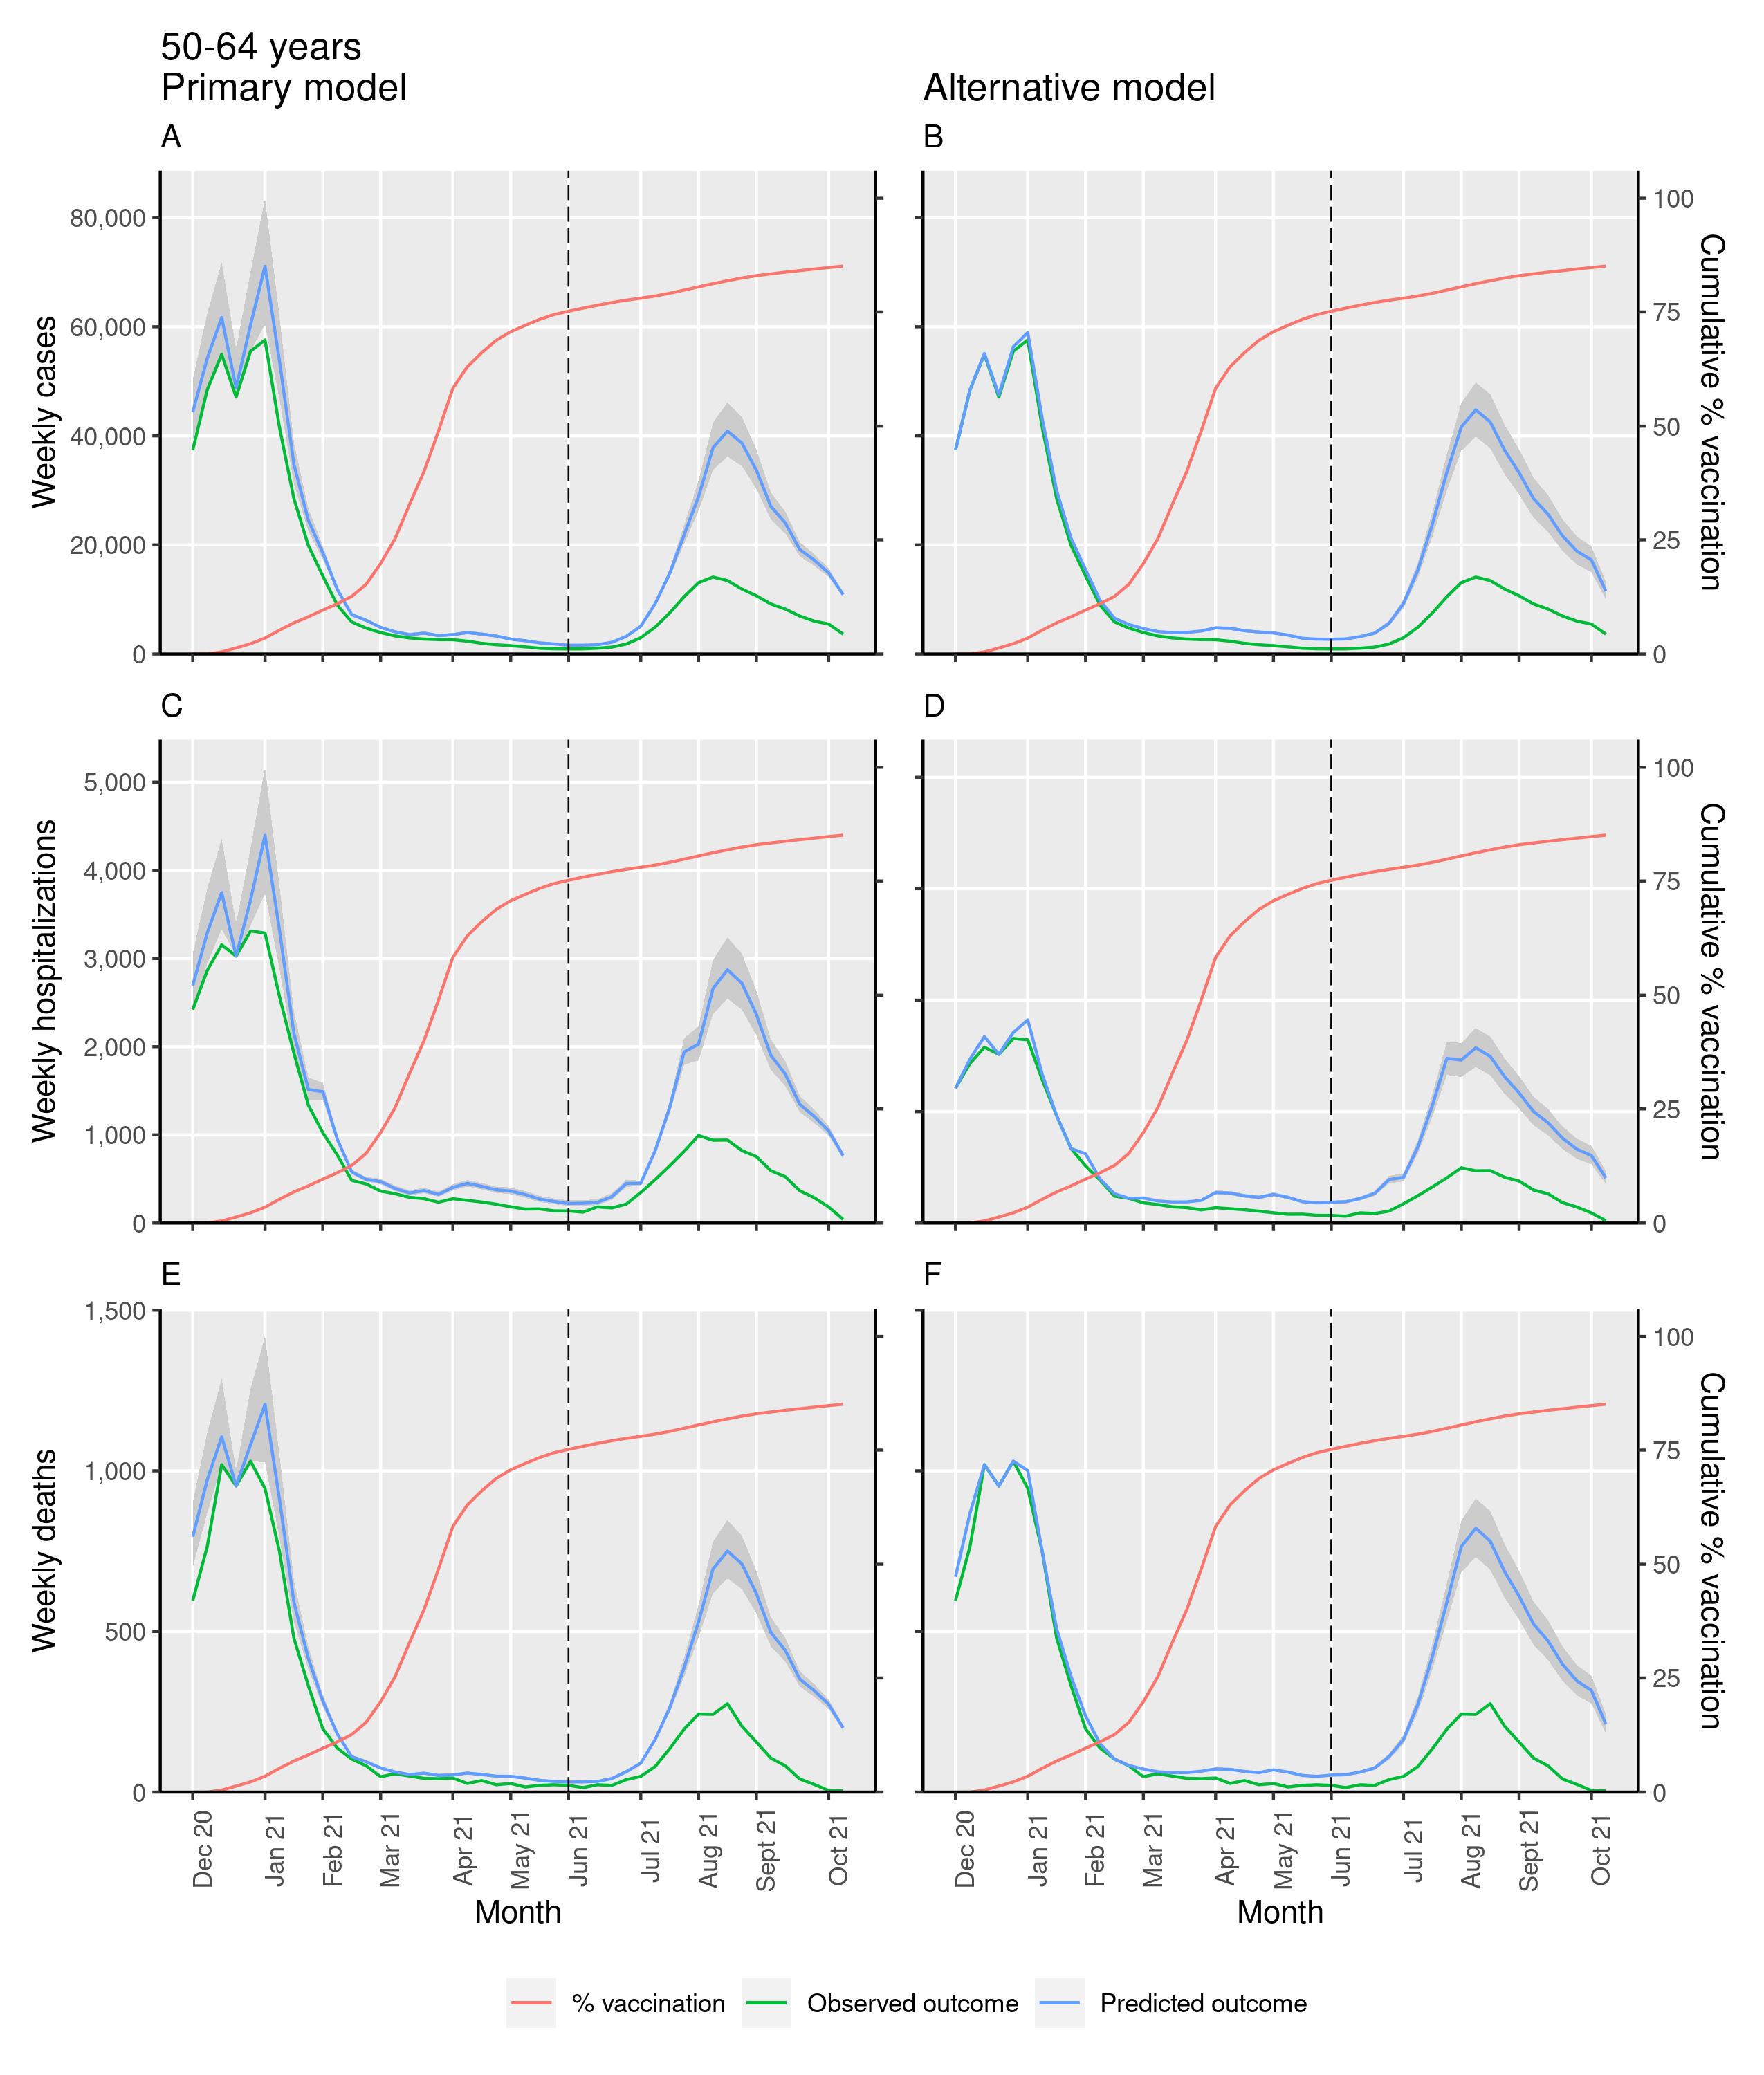 50-64 years
Primary model
Alternative model
A
B
Weekly cases
80,000
60,000
40,000
20,000
0
100
75
50
25
0
Cumulative % vaccination
C
D
Weekly hospitalizations
5,000
4,000
3,000
2,000
1,000
0
100
75
50
25
0
Cumulative % vaccination
E
F
Weekly deaths
1,500
1,000
500
0
100
75
50
25
0
Cumulative % vaccination
Dec 20
Jan 21
Feb 21
Mar 21
Apr 21
May 21
Jun 21
Jul 21
Aug 21
Sept 21
Oct 21
Dec 20
Jan 21
Feb 21
Mar 21
Apr 21
May 21
Jun 21
Jul 21
Aug 21
Sept 21
Oct 21
Month
Month
% vaccination
Observed outcome
Predicted outcome